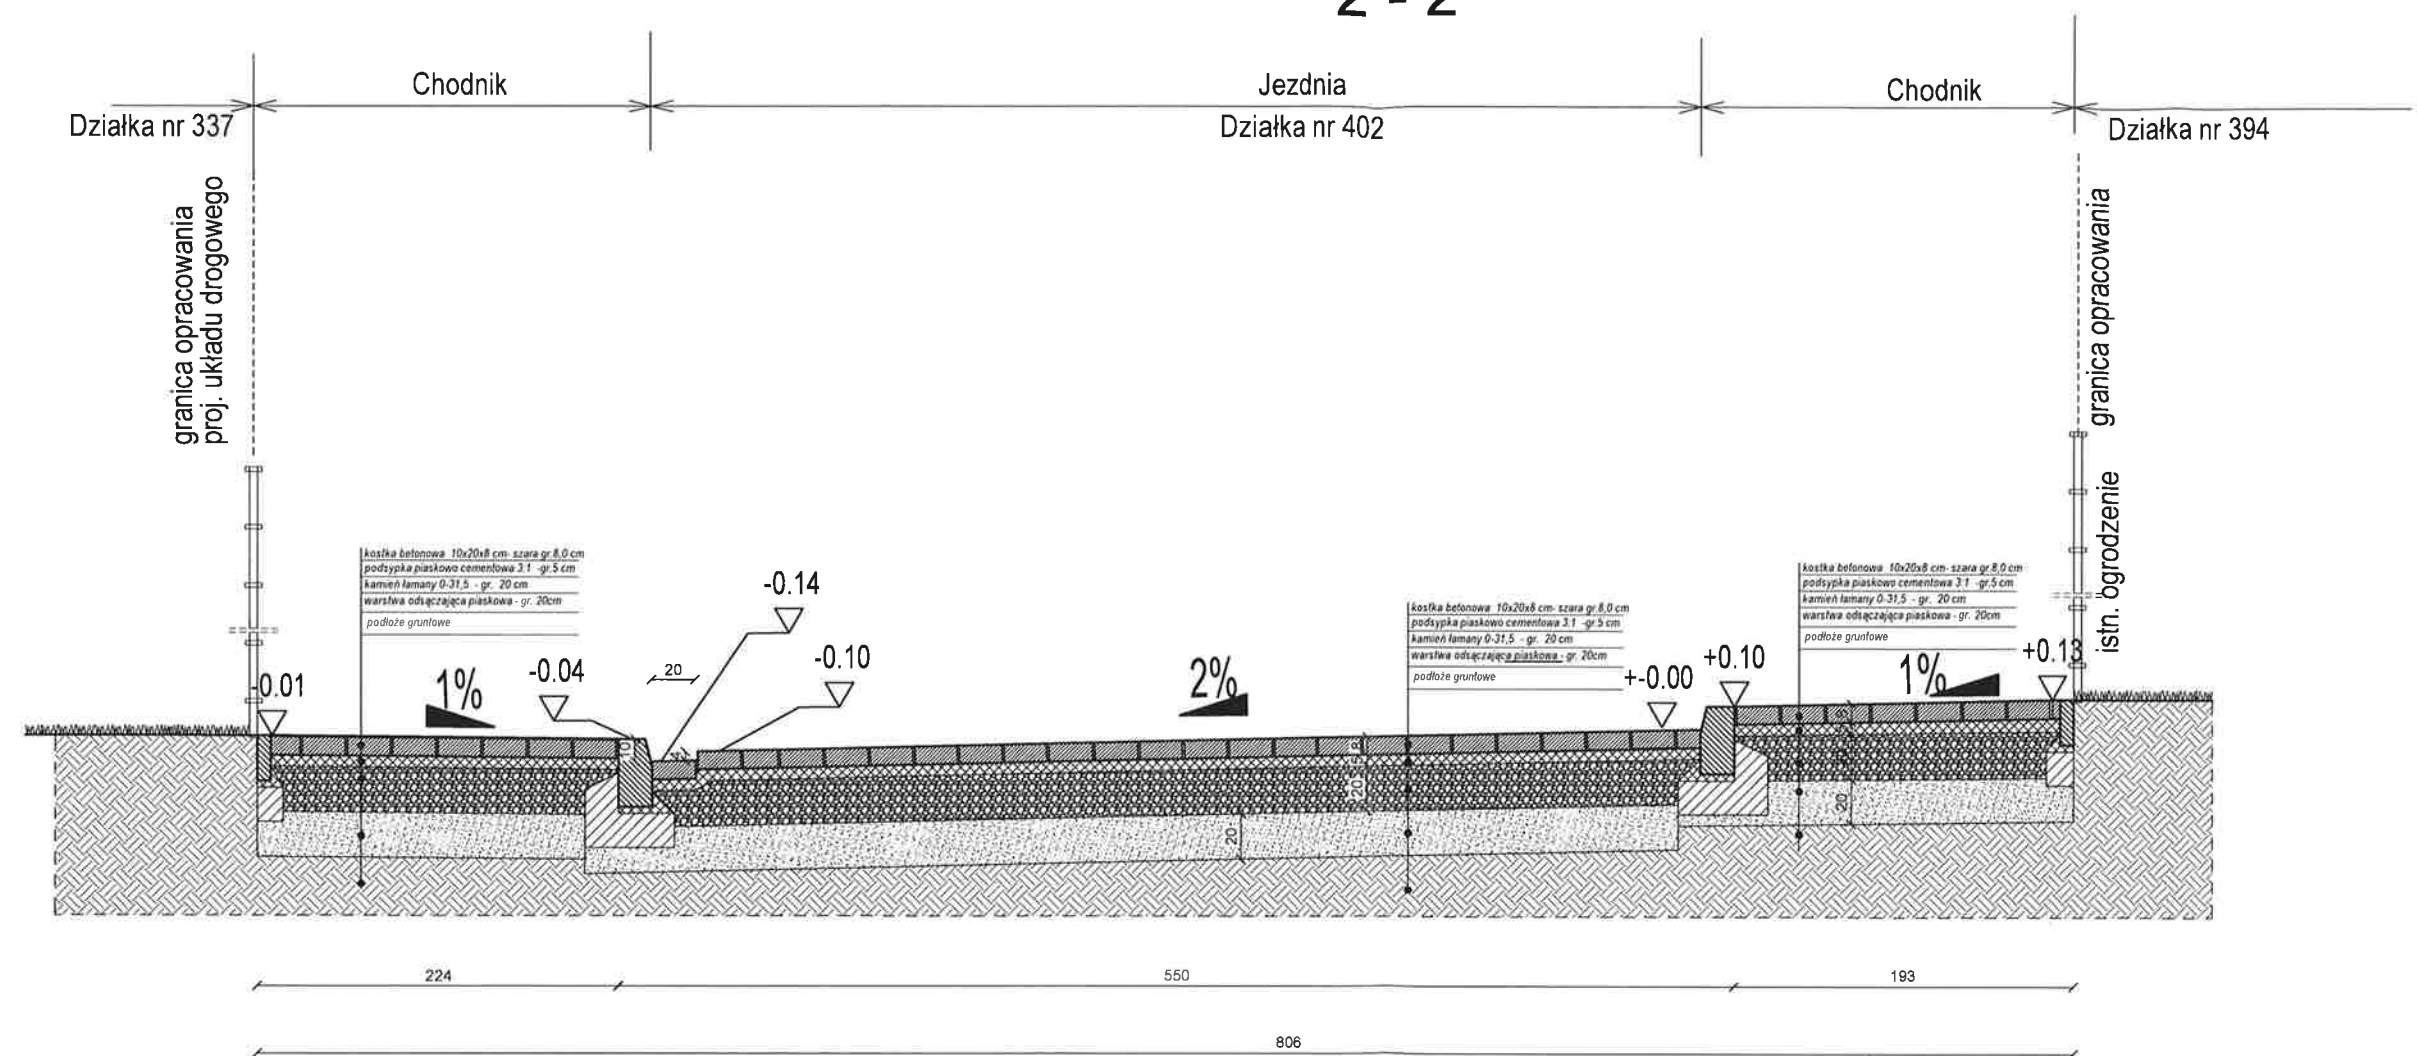 2 - 2
Chodnik
Jezdnia
Chodnik
Działka nr 337
Działka nr 402
Działka nr 394
granica opracowania
proj. układu drogowego
granica opracowania
istn. ogrodzenie
kostka betonowa 10x20x8 cm- szara gr.8,0 cm
podsypka piaskowo cementowa 3:1 -gr.5 cm
kamień łamany 0-31,5 - gr. 20 cm
warstwa odsączająca piaskowa - gr. 20cm
podłoże gruntowe
kostka betonowa 10x20x8 cm- szara gr.8,0 cm
podsypka piaskowo cementowa 3:1 -gr.5 cm
kamień łamany 0-31,5 - gr. 20 cm
warstwa odsączająca piaskowa - gr. 20cm
podłoże gruntowe
kostka betonowa 10x20x8 cm- szara gr.8,0 cm
podsypka piaskowo cementowa 3:1 -gr.5 cm
kamień łamany 0-31,5 - gr. 20 cm
warstwa odsączająca piaskowa - gr. 20cm
podłoże gruntowe
-0.01
1%
-0.04
20
-0.14
-0.10
2%
+-0.00
+0.10
1%
+0.13
10
4
8
5
20
20
8
20
224
550
193
806